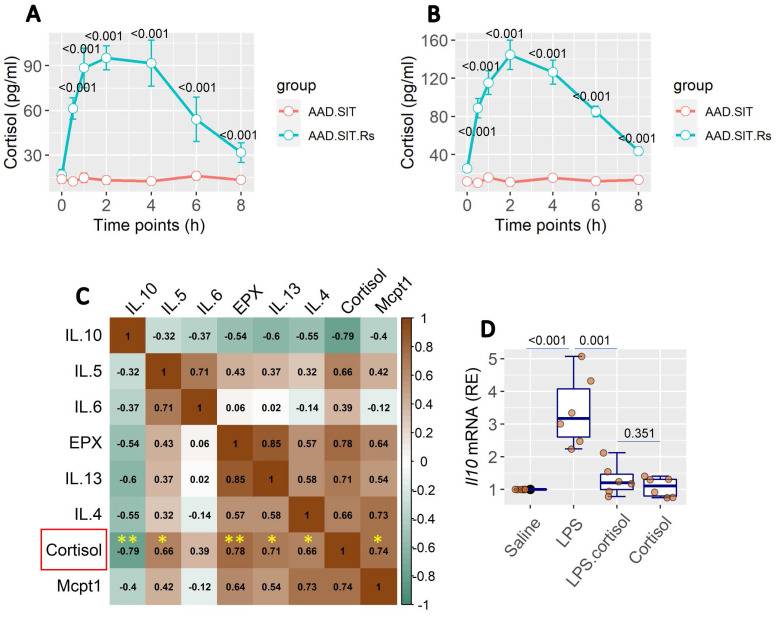 A
B
<0.001
<0.001
<0.001
<0.001
<0.001
<0.001
Cortisol (pg/ml)
90
60
30
0
2
4
6
8
Time points (h)
group
AAD.SIT
AAD.SIT.Rs
<0.001
<0.001
<0.001
<0.001
<0.001
<0.001
Cortisol (pg/ml)
160
120
80
40
0
2
4
6
8
Time points (h)
group
AAD.SIT
AAD.SIT.Rs
C
IL.10 IL.5 IL.6 EPX IL.13 IL.4 Cortisol Mcpt1
IL.10 1 -0.32 -0.37 -0.54 -0.6 -0.55 -0.79 -0.4
IL.5 -0.32 1 0.71 0.43 0.37 0.32 0.66 0.42
IL.6 -0.37 0.71 1 0.06 0.02 -0.14 0.39 -0.12
EPX -0.54 0.43 0.06 1 0.85 0.57 0.78 0.64
IL.13 -0.6 0.37 0.02 0.85 1 0.58 0.71 0.54
IL.4 -0.55 0.32 -0.14 0.57 0.58 1 0.66 0.73
** * ** * * *
Cortisol -0.79 0.66 0.39 0.78 0.71 0.66 1 0.74
Mcpt1 -0.4 0.42 -0.12 0.64 0.54 0.73 0.74 1
1
0.8
0.6
0.4
0.2
0
-0.2
-0.4
-0.6
-0.8
-1
D
<0.001 0.001
0.351
Il10 mRNA (RE)
5
4
3
2
1
Saline
LPS
LPS.cortisol
Cortisol